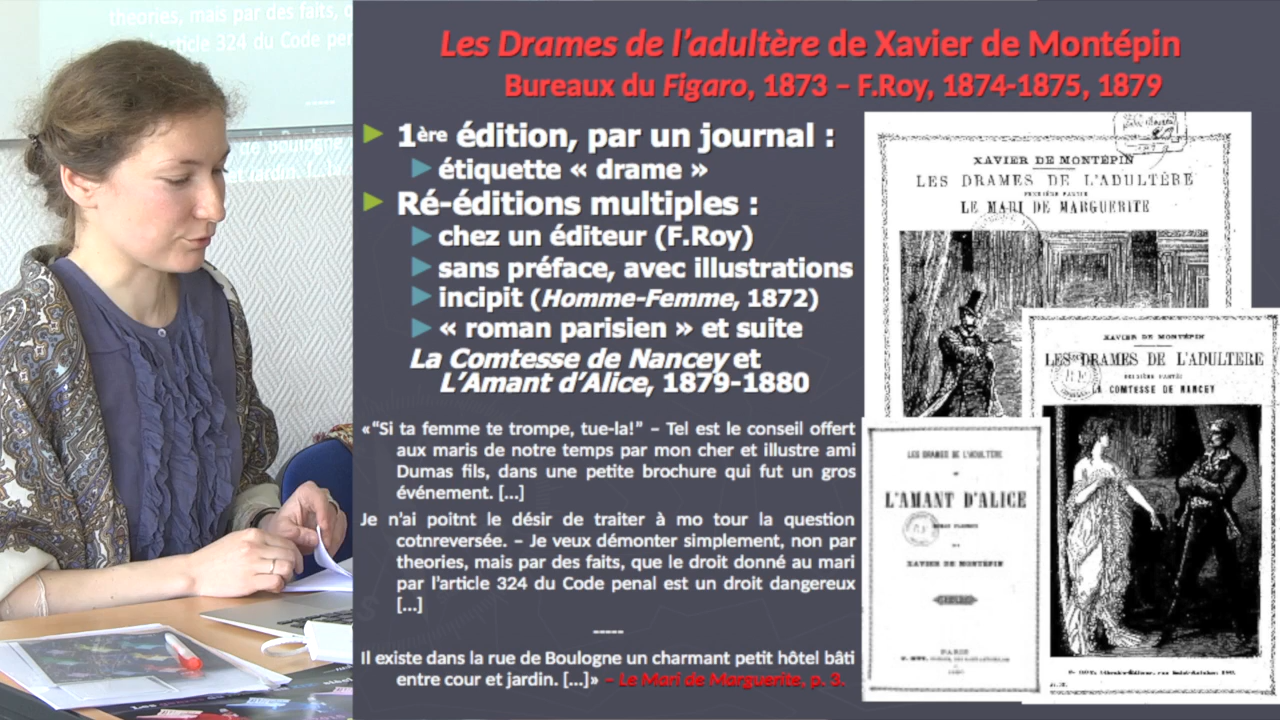 theories, mais par des faits, q
article 324 du Code pen
-----
Les Drames de l'adultère de Xavier de Montépin
Bureaux du Figaro, 1873 – F.Roy, 1874-1875, 1879
1ère édition, par un journal :
étiquette « drame »
Ré-éditions multiples :
chez un éditeur (F.Roy)
sans préface, avec illustrations
incipit (Homme-Femme, 1872)
« roman parisien » et suite
La Comtesse de Nancey et
L'Amant d'Alice, 1879-1880
«“Si ta femme te trompe, tue-la!” – Tel est le conseil offert
aux maris de notre temps par mon cher et illustre ami
Dumas fils, dans une petite brochure qui fut un gros
événement. [...]
Je n'ai poitnt le désir de traiter à mo tour la question
cotnreversée. – Je veux démonter simplement, non par
theories, mais par des faits, que le droit donné au mari
par l'article 324 du Code penal est un droit dangereux
[...]
-----
Il existe dans la rue de Boulogne un charmant petit hôtel bâti
entre cour et jardin. [...]» – Le Mari de Marguerite, p. 3.
XAVIER DE MONTÉPIN
LES DRAMES DE L'ADULTÈRE
PREMIÈRE PARTIE
LE MARI DE MARGUERITE
XAVIER DE MONTÉPIN
LES DRAMES DE L'ADULTERE
DEUXIÈME PARTIE
LA COMTESSE DE NANCEY
LES DRAMES DE L'ADULTÈRE
L'AMANT D'ALICE
XAVIER DE MONTÉPIN
PARIS